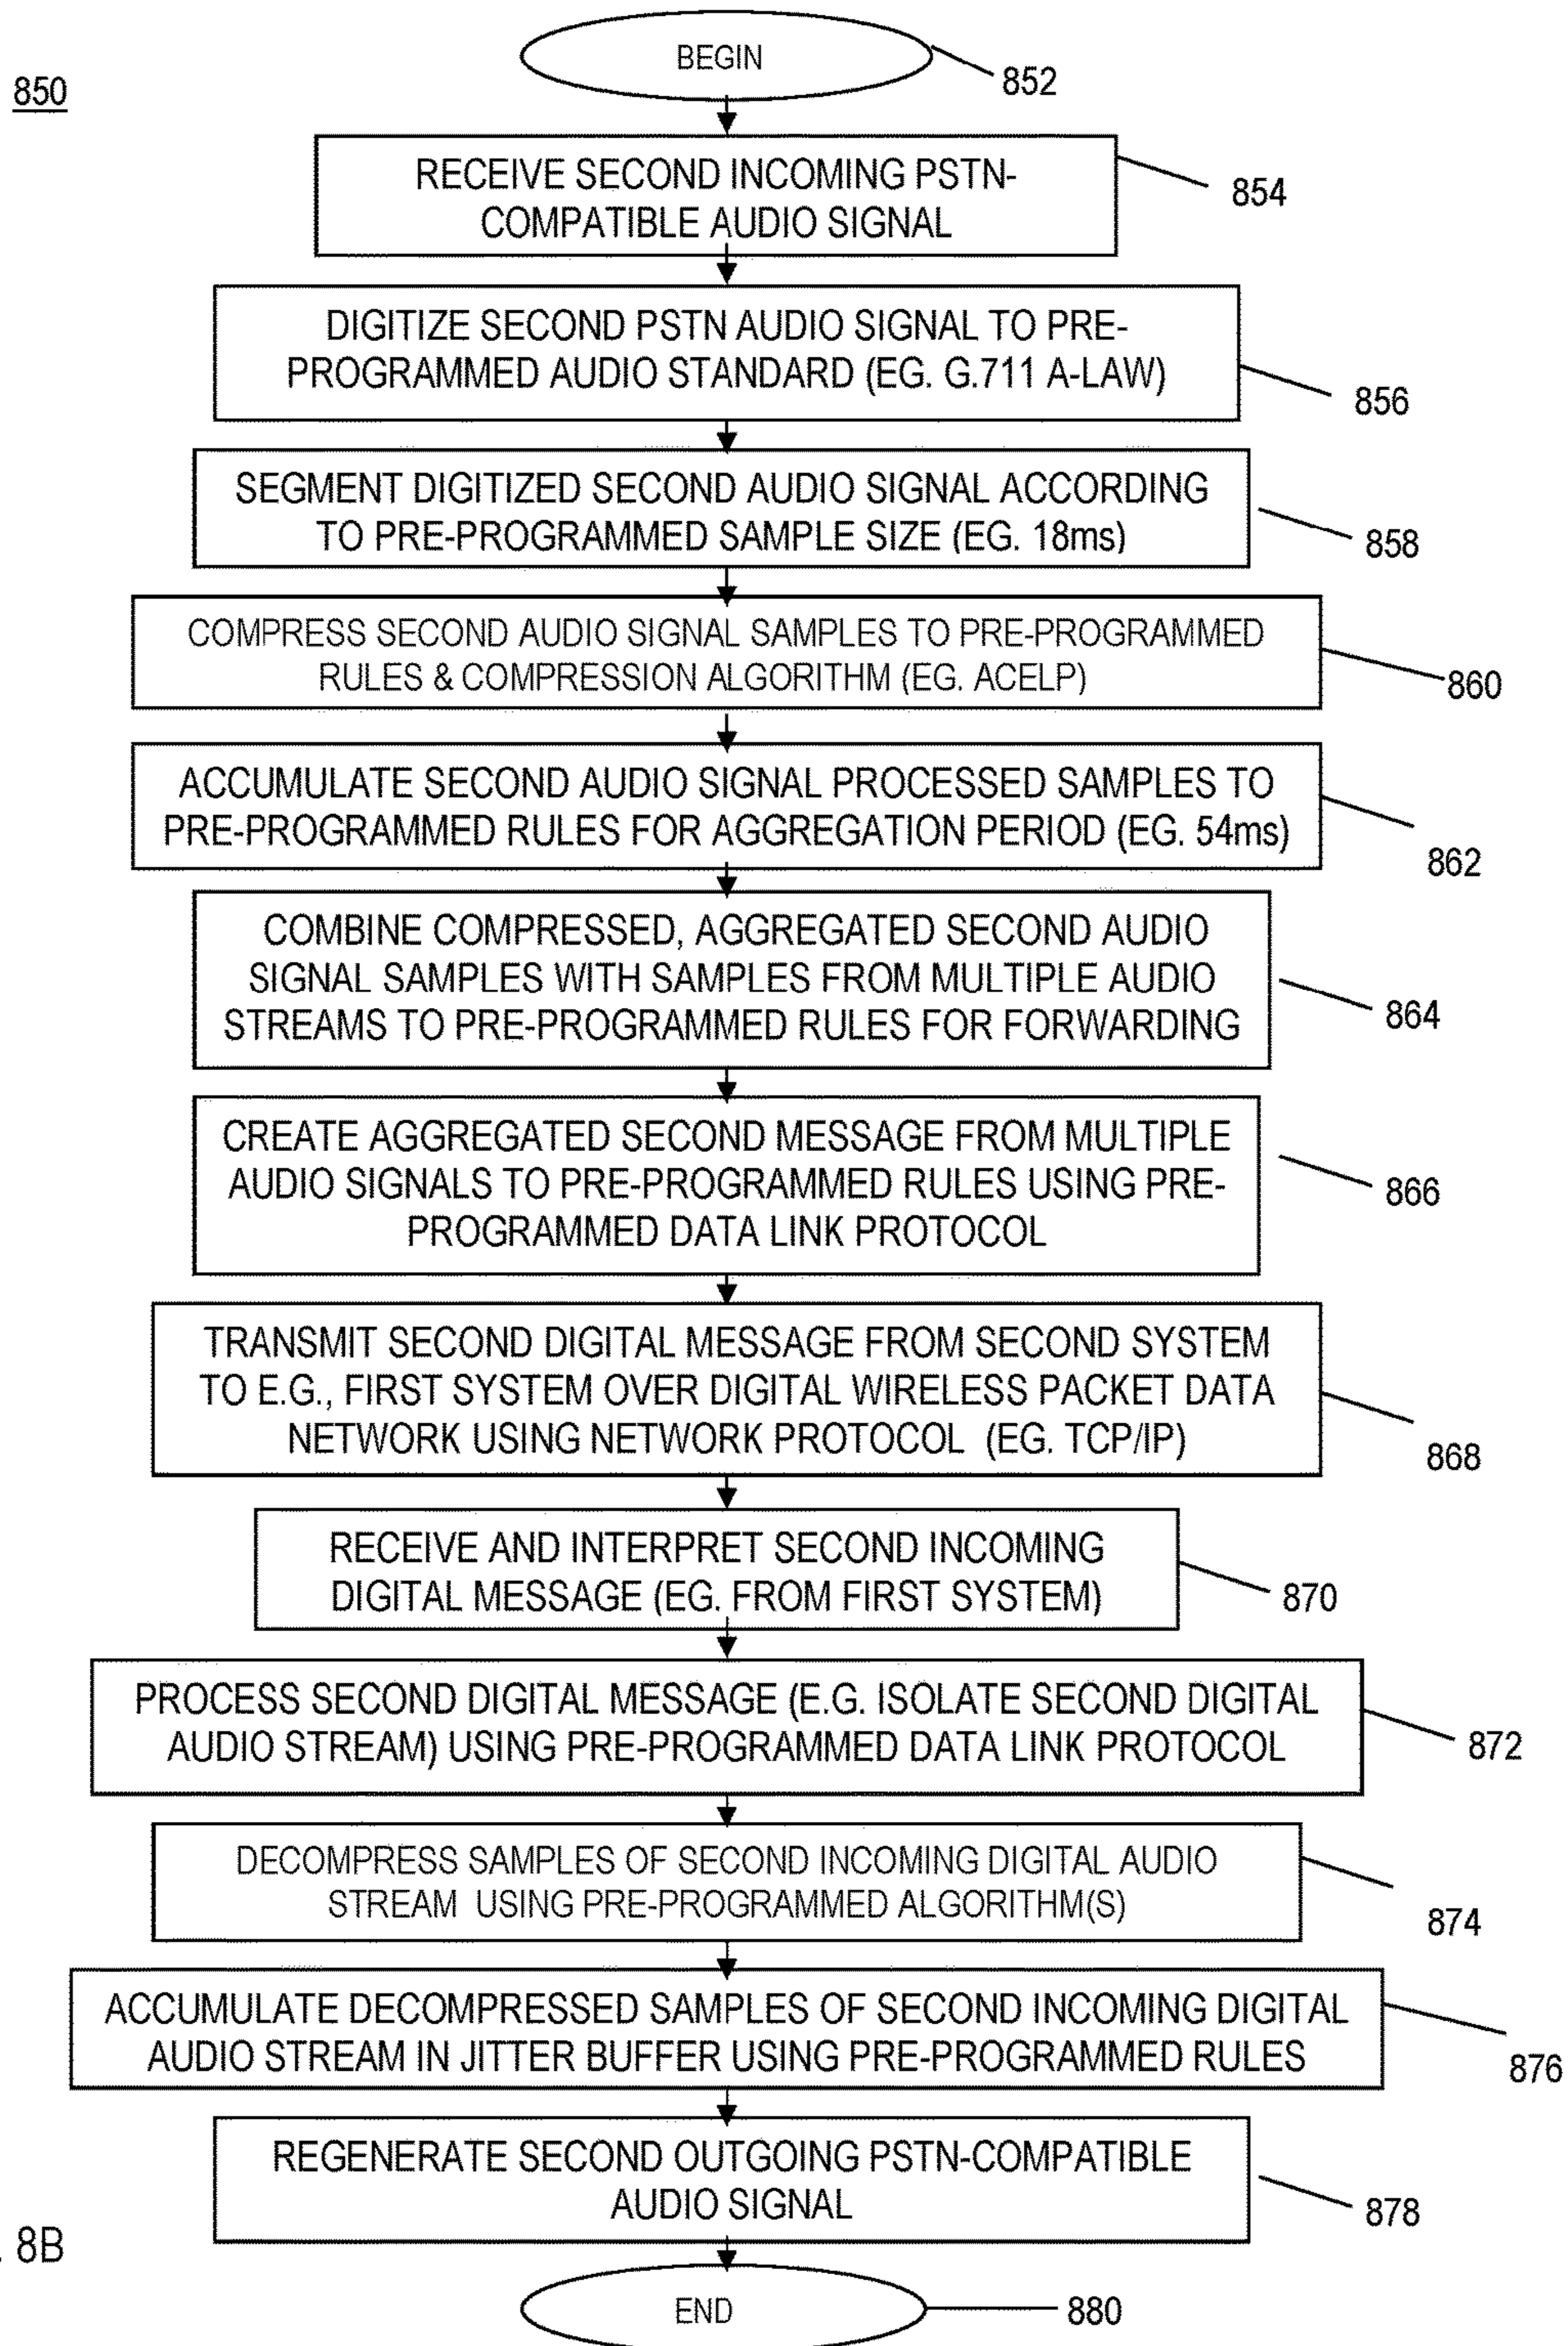 850
BEGIN
852
RECEIVE SECOND INCOMING PSTN-
COMPATIBLE AUDIO SIGNAL
854
DIGITIZE SECOND PSTN AUDIO SIGNAL TO PRE-
PROGRAMMED AUDIO STANDARD (EG. G.711 A-LAW)
856
SEGMENT DIGITIZED SECOND AUDIO SIGNAL ACCORDING
TO PRE-PROGRAMMED SAMPLE SIZE (EG. 18ms)
858
COMPRESS SECOND AUDIO SIGNAL SAMPLES TO PRE-PROGRAMMED
RULES & COMPRESSION ALGORITHM (EG. ACELP)
860
ACCUMULATE SECOND AUDIO SIGNAL PROCESSED SAMPLES TO
PRE-PROGRAMMED RULES FOR AGGREGATION PERIOD (EG. 54ms)
862
COMBINE COMPRESSED, AGGREGATED SECOND AUDIO
SIGNAL SAMPLES WITH SAMPLES FROM MULTIPLE AUDIO
STREAMS TO PRE-PROGRAMMED RULES FOR FORWARDING
864
CREATE AGGREGATED SECOND MESSAGE FROM MULTIPLE
AUDIO SIGNALS TO PRE-PROGRAMMED RULES USING PRE-
PROGRAMMED DATA LINK PROTOCOL
866
TRANSMIT SECOND DIGITAL MESSAGE FROM SECOND SYSTEM
TO E.G., FIRST SYSTEM OVER DIGITAL WIRELESS PACKET DATA
NETWORK USING NETWORK PROTOCOL (EG. TCP/IP)
868
RECEIVE AND INTERPRET SECOND INCOMING
DIGITAL MESSAGE (EG. FROM FIRST SYSTEM)
870
PROCESS SECOND DIGITAL MESSAGE (E.G. ISOLATE SECOND DIGITAL
AUDIO STREAM) USING PRE-PROGRAMMED DATA LINK PROTOCOL
872
DECOMPRESS SAMPLES OF SECOND INCOMING DIGITAL AUDIO
STREAM USING PRE-PROGRAMMED ALGORITHM(S)
874
ACCUMULATE DECOMPRESSED SAMPLES OF SECOND INCOMING DIGITAL
AUDIO STREAM IN JITTER BUFFER USING PRE-PROGRAMMED RULES
876
REGENERATE SECOND OUTGOING PSTN-COMPATIBLE
AUDIO SIGNAL
878
. 8B
END
880